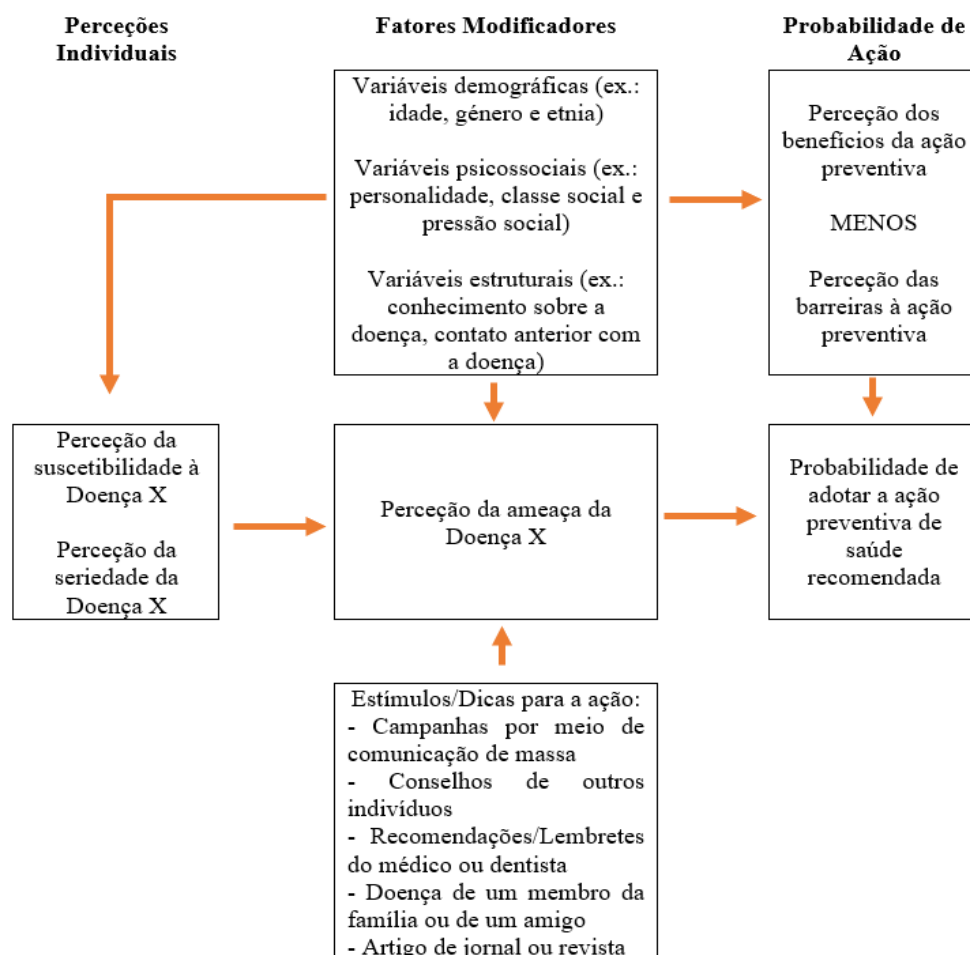 Perceções
Individuais
Fatores Modificadores
Probabilidade de
Ação
Variáveis demográficas (ex.:
idade, género e etnia)
Variáveis psicossociais (ex.:
personalidade, classe social e
pressão social)
Variáveis estruturais (ex.:
conhecimento sobre a
doença, contato anterior com
a doença)
Perceção dos
benefícios da ação
preventiva
MENOS
Perceção das
barreiras à ação
preventiva
Perceção da
suscetibilidade à
Doença X
Perceção da
seriedade da
Doença X
Perceção da ameaça da
Doença X
Probabilidade de
adotar a ação
preventiva de
saúde
recomendada
Estímulos/Dicas para a ação:
- Campanhas por meio de
comunicação de massa
- Conselhos de outros
indivíduos
- Recomendações/Lembretes
do médico ou dentista
- Doença de um membro da
família ou de um amigo
- Artigo de jornal ou revista